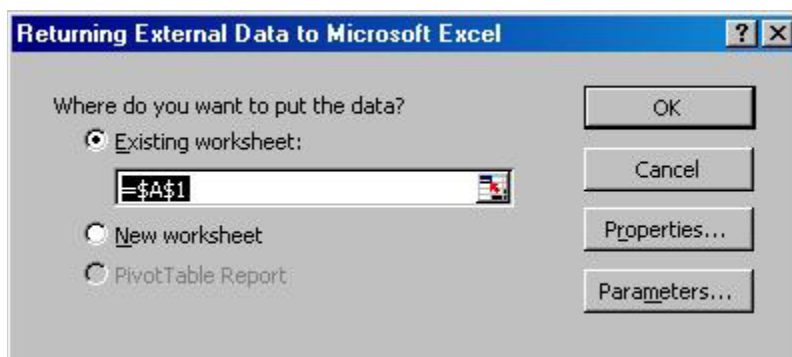 Returning External Data to Microsoft Excel
Where do you want to put the data?
Existing worksheet:
=$A$1
New worksheet
PivotTable Report
OK
Cancel
Properties...
Parameters...